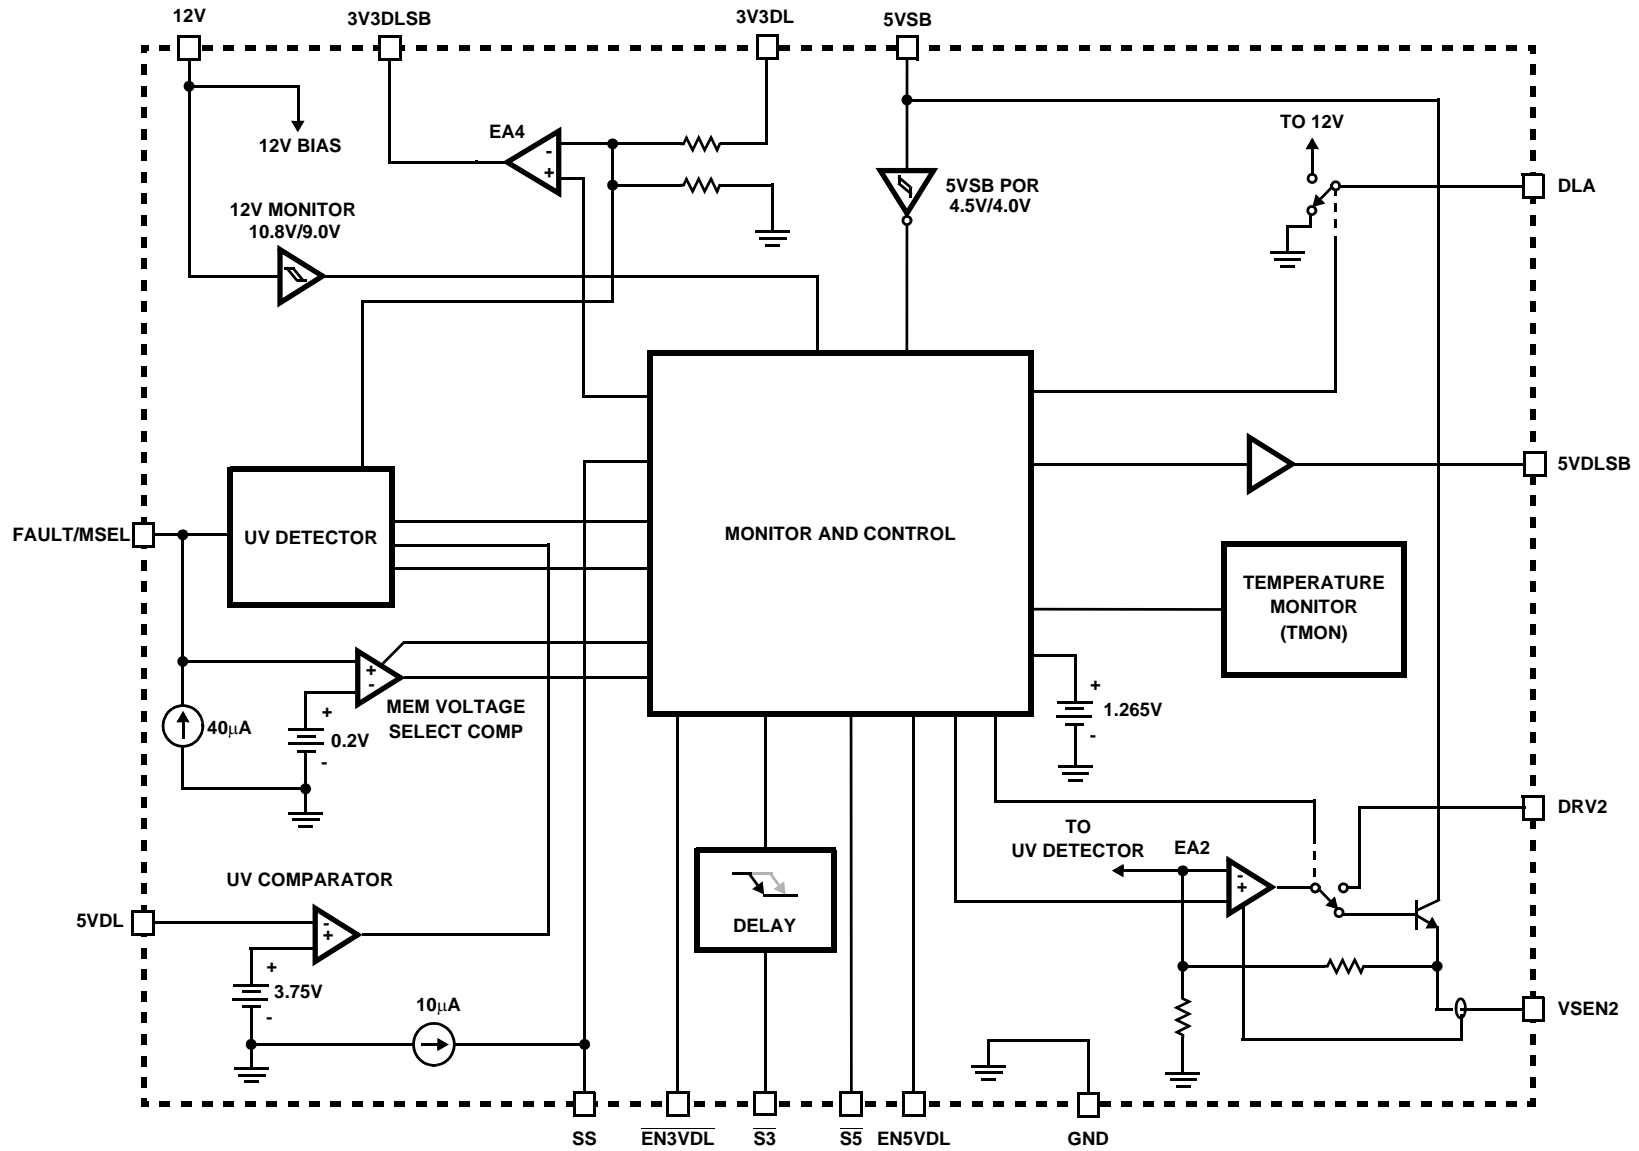 12V
3V3DLSB
3V3DL
5VSB
12V BIAS
EA4
-
+
TO 12V
5VSB POR
4.5V/4.0V
DLA
12V MONITOR
10.8V/9.0V
5VDLSB
FAULT/MSEL
UV DETECTOR
MONITOR AND CONTROL
TEMPERATURE
MONITOR
(TMON)
+
-
MEM VOLTAGE
SELECT COMP
40μA
+
0.2V
-
+
1.265V
-
DRV2
TO
UV DETECTOR
EA2
-
+
UV COMPARATOR
5VDL
-
+
DELAY
+
3.75V
-
10μA
VSEN2
SS
EN3VDL
S3
S5
EN5VDL
GND